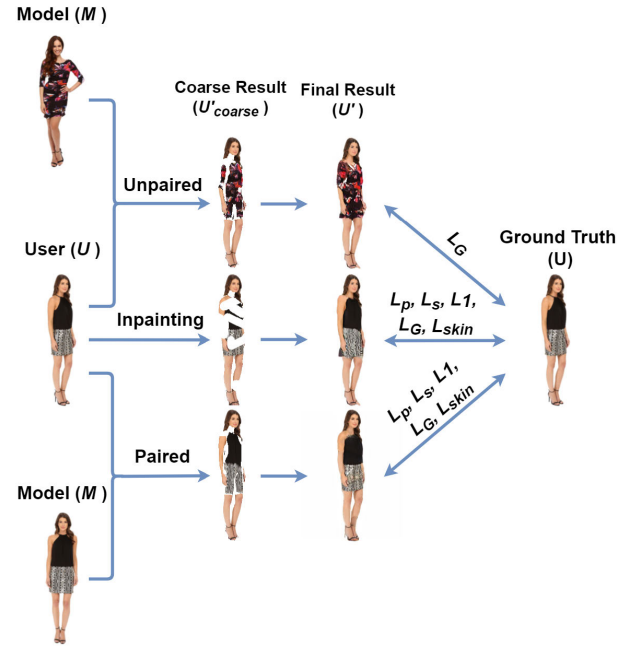 Model (M )
Coarse Result
(U'coarse )
Final Result
(U' )
Unpaired
User (U )
LG
Ground Truth
(U)
Inpainting
Lp, Ls, L1,
LG, Lskin
Lp, Ls, L1,
LG, Lskin
Paired
Model (M )